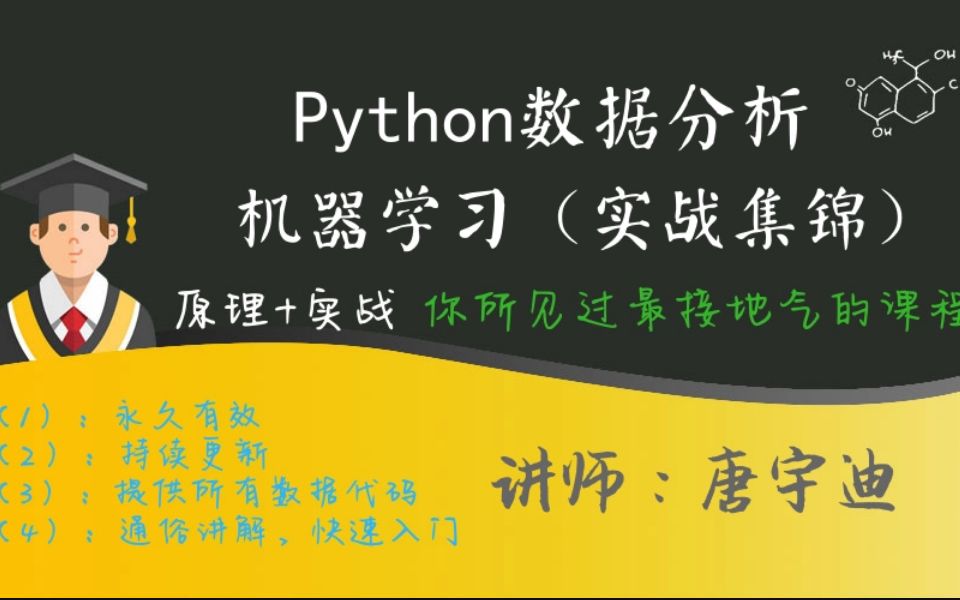 Python数据分析
机器学习（实战集锦）
原理+实战 你所见过最接地气的课程
（1）：永久有效
（2）：持续更新
（3）：提供所有数据代码
（4）：通俗讲解、快速入门
讲师：唐宇迪
H₃C OH
O C
OH